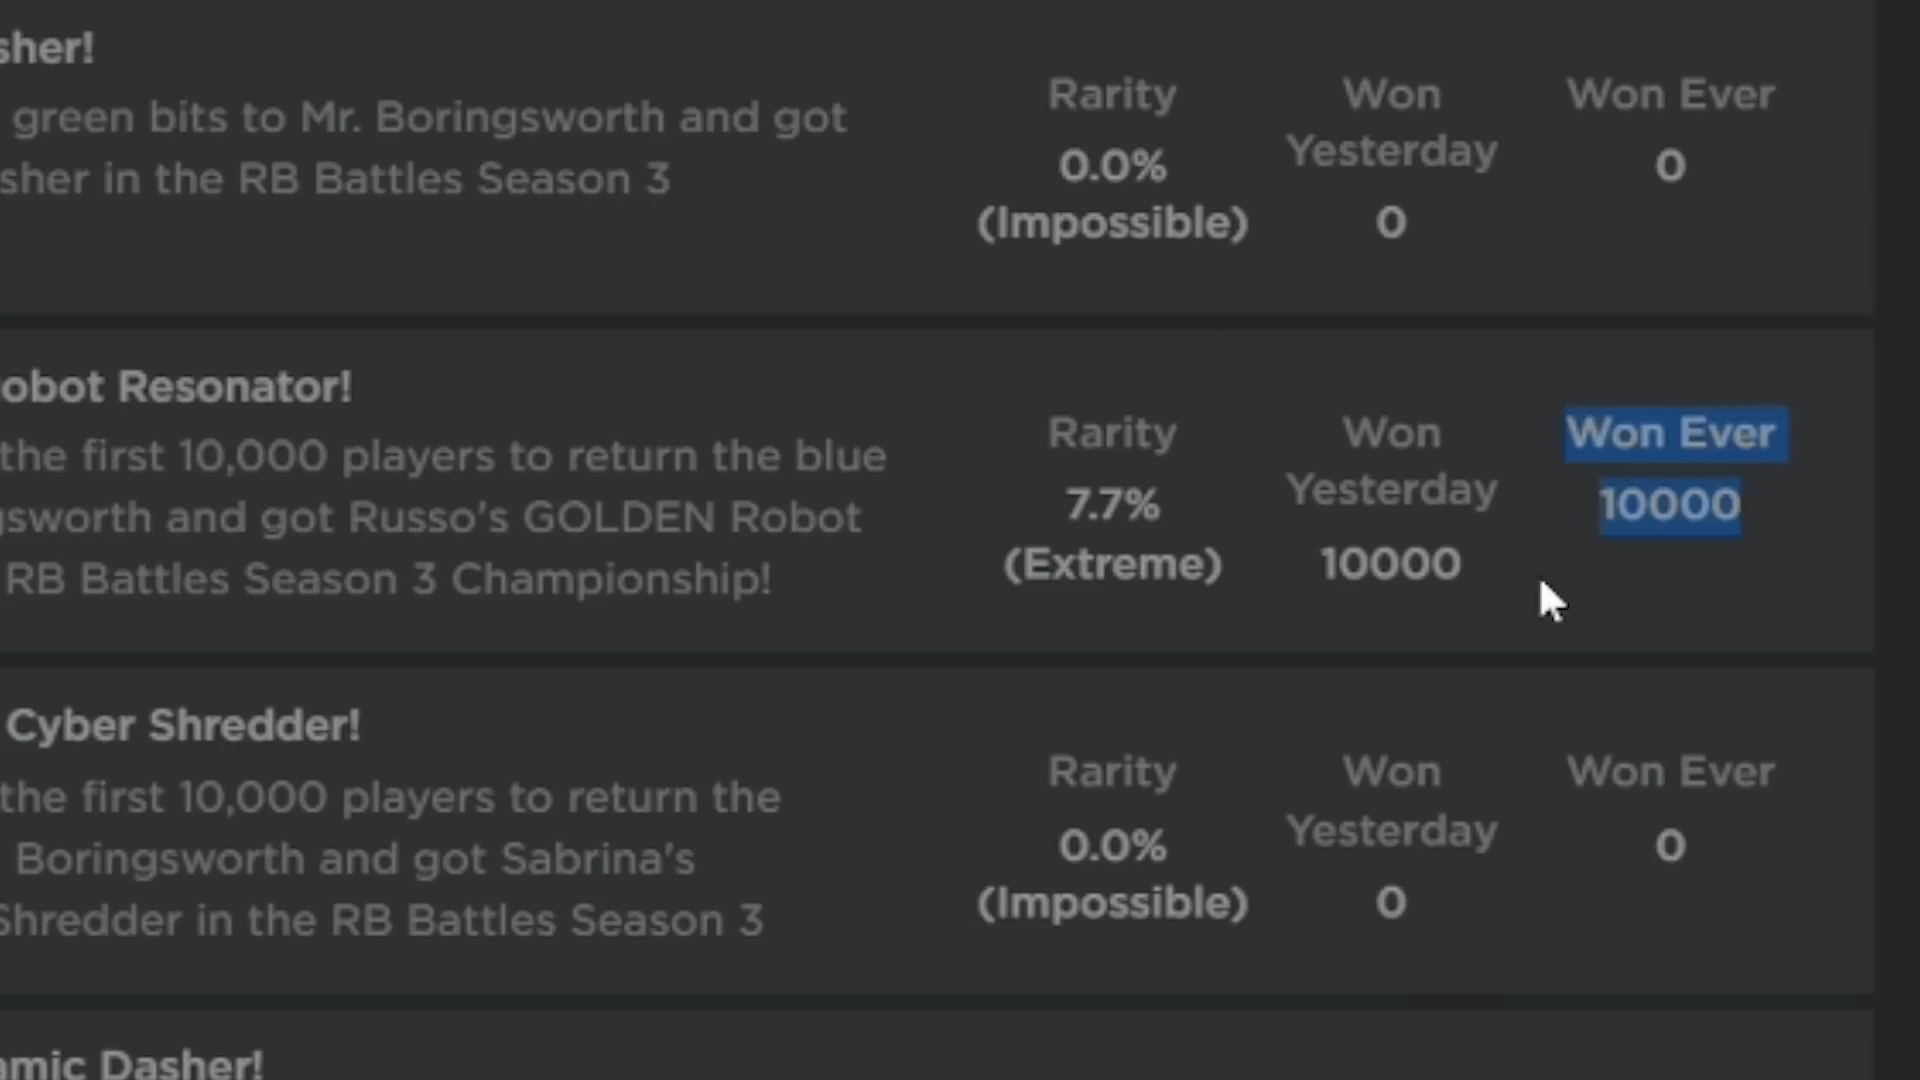 sher!
green bits to Mr. Boringsworth and got
sher in the RB Battles Season 3
Rarity
0.0%
(Impossible)
Won
Yesterday
0
Won Ever
0
obot Resonator!
the first 10,000 players to return the blue
gsworth and got Russo's GOLDEN Robot
RB Battles Season 3 Championship!
Rarity
7.7%
(Extreme)
Won
Yesterday
10000
Won Ever
10000
Cyber Shredder!
the first 10,000 players to return the
Boringsworth and got Sabrina's
Shredder in the RB Battles Season 3
Rarity
0.0%
(Impossible)
Won
Yesterday
0
Won Ever
0
amic Dasher!